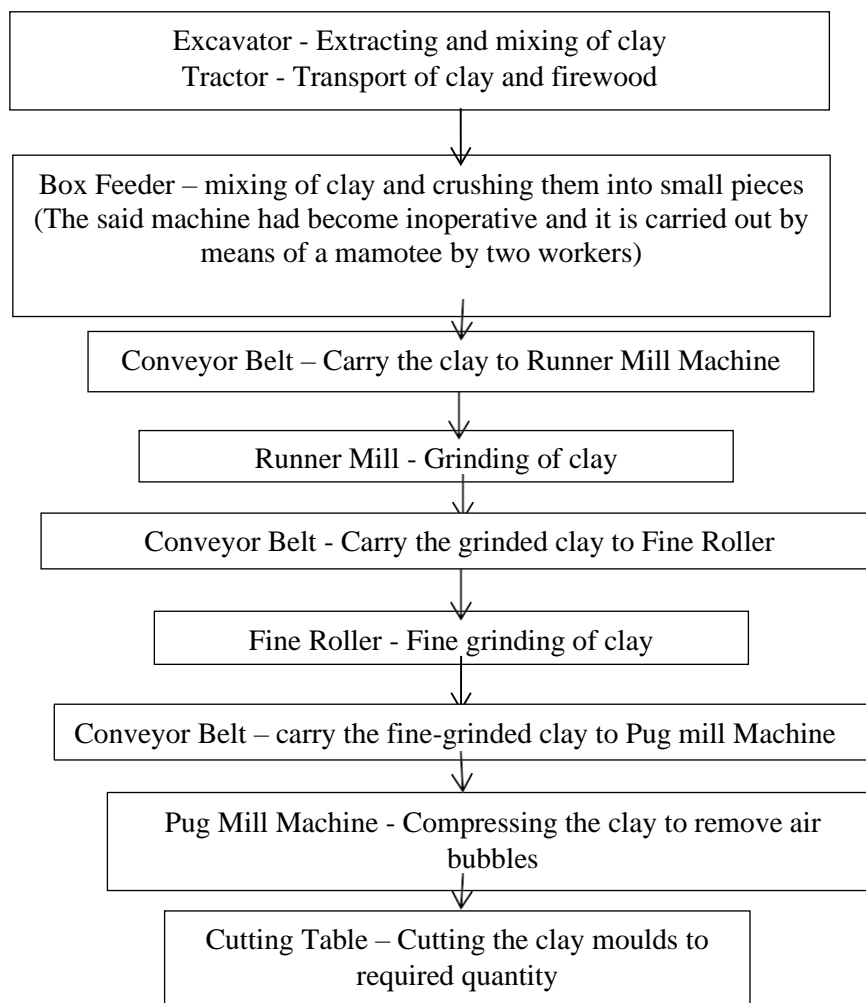 Excavator - Extracting and mixing of clay
Tractor - Transport of clay and firewood
Box Feeder – mixing of clay and crushing them into small pieces
(The said machine had become inoperative and it is carried out by
means of a mamotee by two workers)
Conveyor Belt – Carry the clay to Runner Mill Machine
Runner Mill - Grinding of clay
Conveyor Belt - Carry the grinded clay to Fine Roller
Fine Roller - Fine grinding of clay
Conveyor Belt – carry the fine-grinded clay to Pug mill Machine
Pug Mill Machine - Compressing the clay to remove air
bubbles
Cutting Table – Cutting the clay moulds to
required quantity